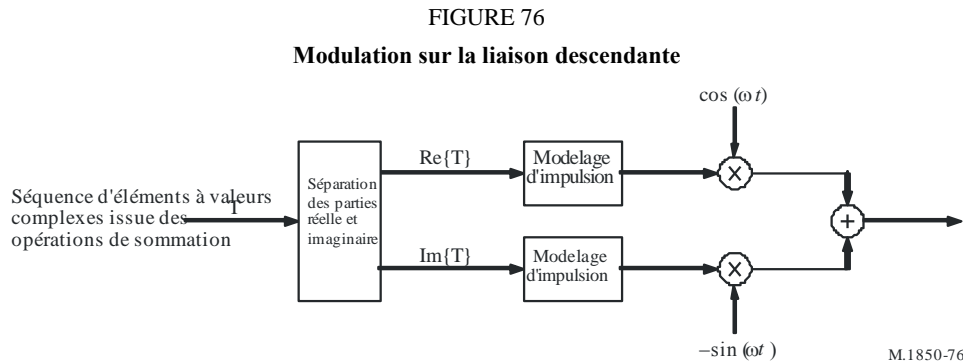 FIGURE 76
Modulation sur la liaison descendante
cos (ωt)
Re{T}
Modelage
d'impulsion
Séquence d'éléments à valeurs
complexes issue des
opérations de sommation
T
Séparation
des parties
réelle et
imaginaire
Im{T}
Modelage
d'impulsion
–sin (ωt)
M.1850-76